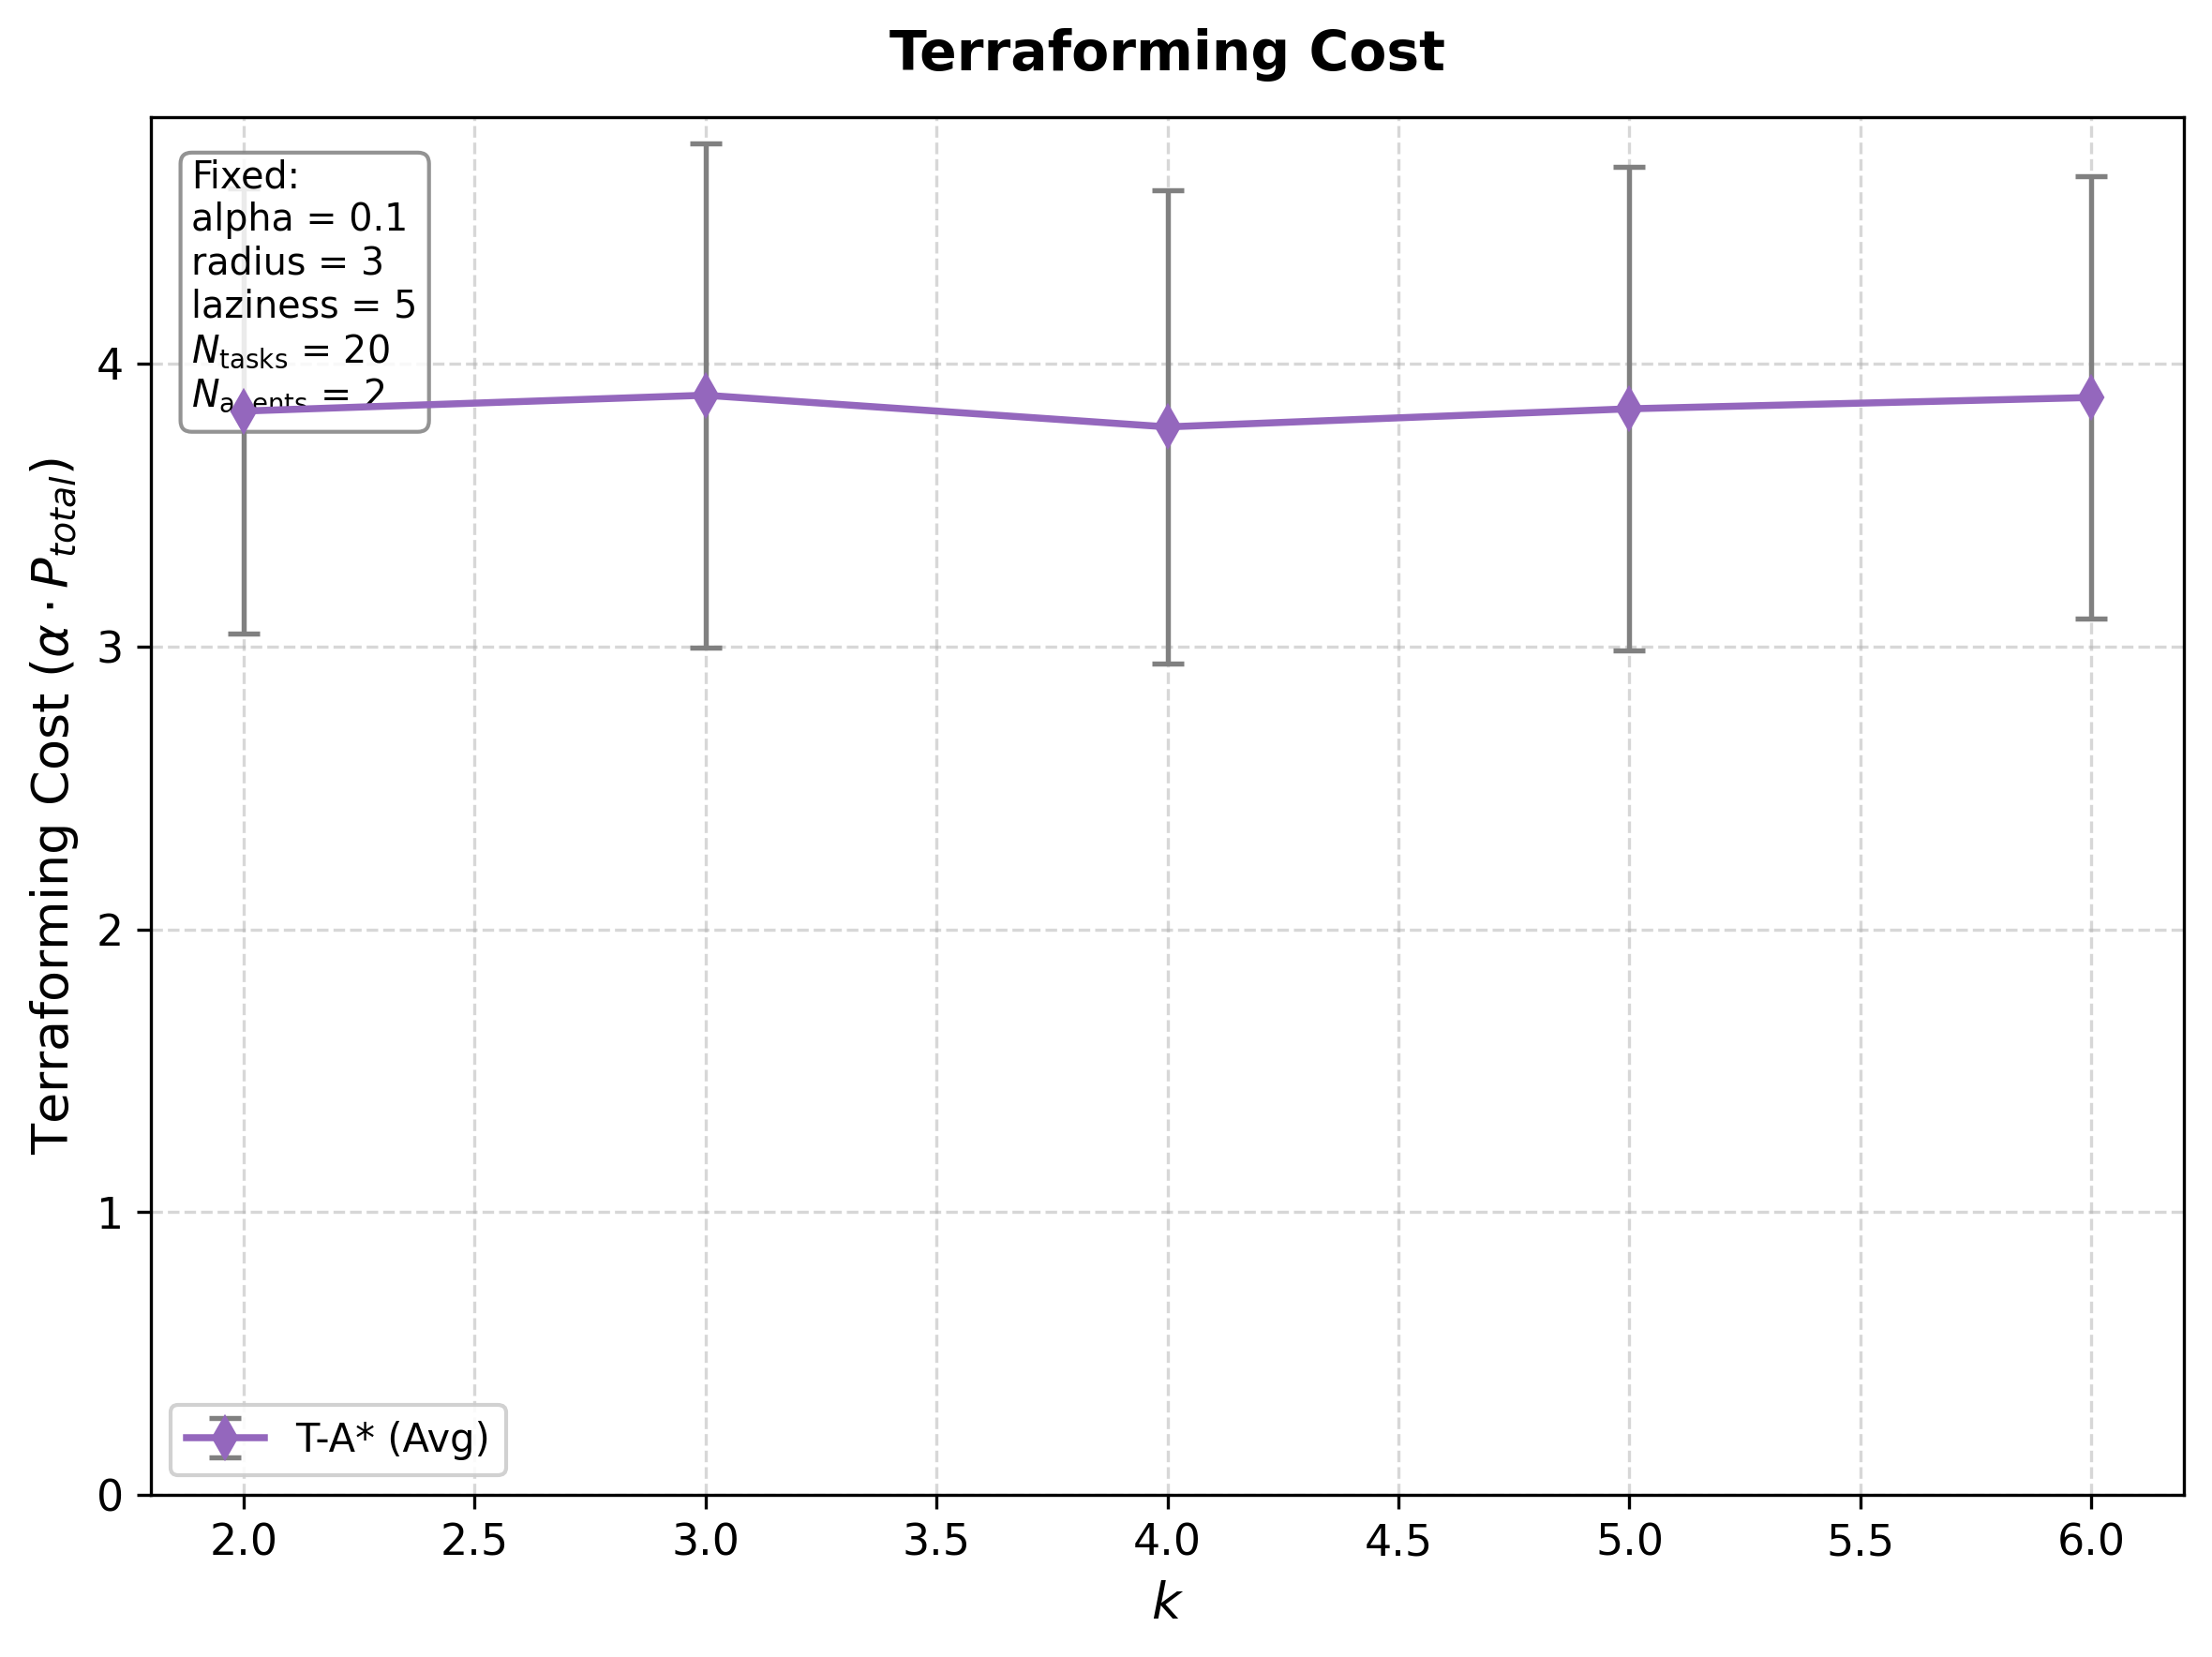 Terraforming Cost
Fixed:
alpha = 0.1
radius = 3
laziness = 5
N_tasks = 20
N_agents = 2
Terraforming Cost (α · P_total)
4
3
2
1
0
T-A* (Avg)
2.0 2.5 3.0 3.5 4.0 4.5 5.0 5.5 6.0
k